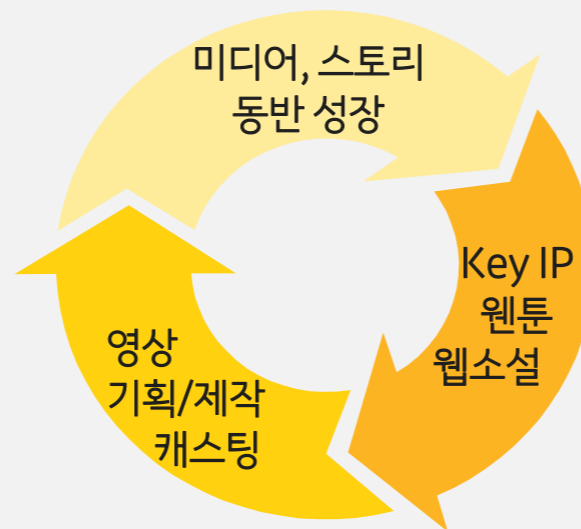 미디어, 스토리
동반 성장
Key IP
웬툰
웹소설
영상
기획/제작
캐스팅